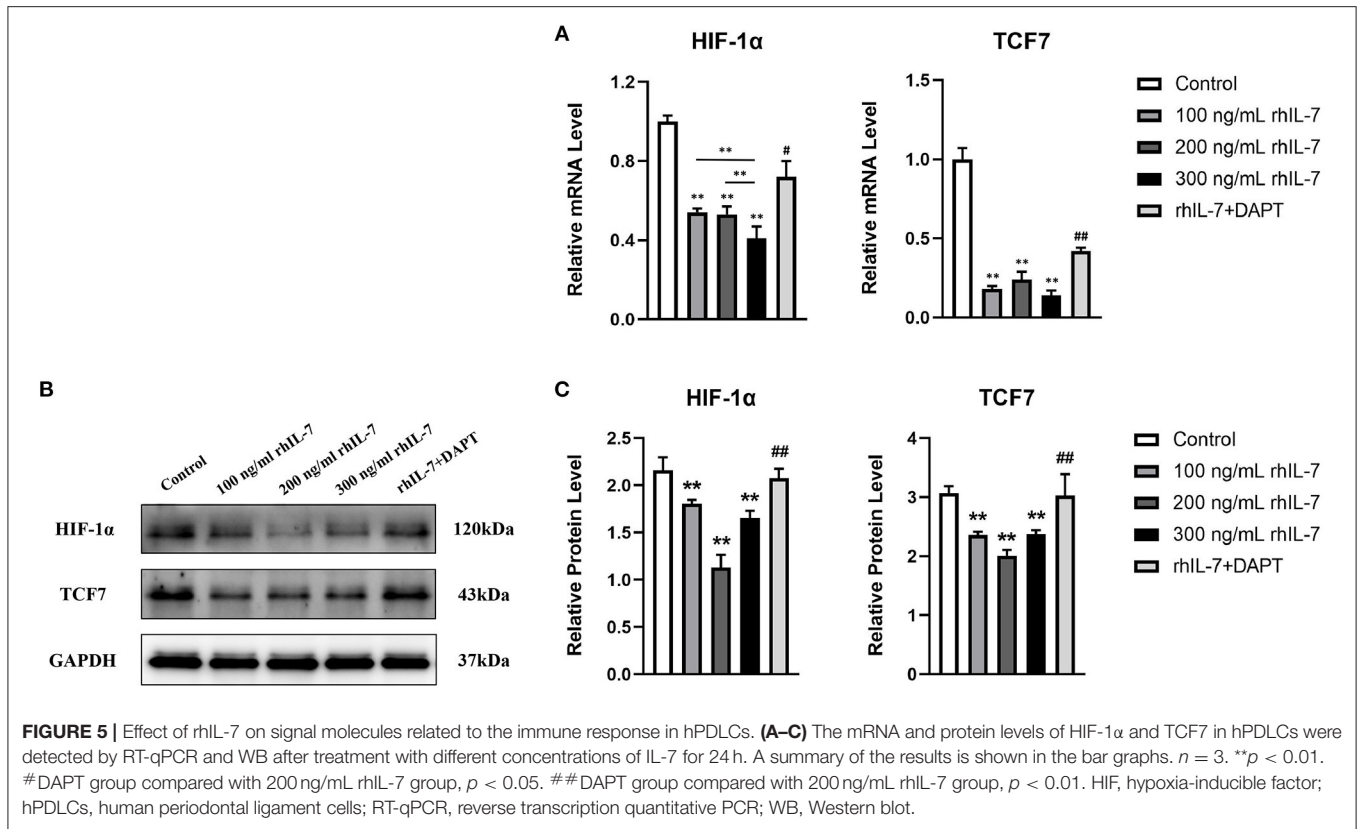 A
HIF-1α
Relative mRNA Level
1.2
0.8
0.4
0.0
**
**
**
**
**
#
TCF7
Relative mRNA Level
1.5
1.0
0.5
0.0
**
**
**
##
Control
100 ng/mL rhIL-7
200 ng/mL rhIL-7
300 ng/mL rhIL-7
rhIL-7+DAPT
B
Control
100 ng/ml rhIL-7
200 ng/ml rhIL-7
300 ng/ml rhIL-7
rhIL-7+DAPT
HIF-1α 120kDa
TCF7 43kDa
GAPDH 37kDa
C
HIF-1α
Relative Protein Level
2.5
2.0
1.5
1.0
0.5
0.0
**
**
**
##
TCF7
Relative Protein Level
4
3
2
1
0
**
**
**
##
Control
100 ng/mL rhIL-7
200 ng/mL rhIL-7
300 ng/mL rhIL-7
rhIL-7+DAPT
FIGURE 5 | Effect of rhIL-7 on signal molecules related to the immune response in hPDLCs. (A–C) The mRNA and protein levels of HIF-1α and TCF7 in hPDLCs were
detected by RT-qPCR and WB after treatment with different concentrations of IL-7 for 24 h. A summary of the results is shown in the bar graphs. n = 3. **p < 0.01.
#DAPT group compared with 200 ng/mL rhIL-7 group, p < 0.05. ##DAPT group compared with 200 ng/mL rhIL-7 group, p < 0.01. HIF, hypoxia-inducible factor;
hPDLCs, human periodontal ligament cells; RT-qPCR, reverse transcription quantitative PCR; WB, Western blot.